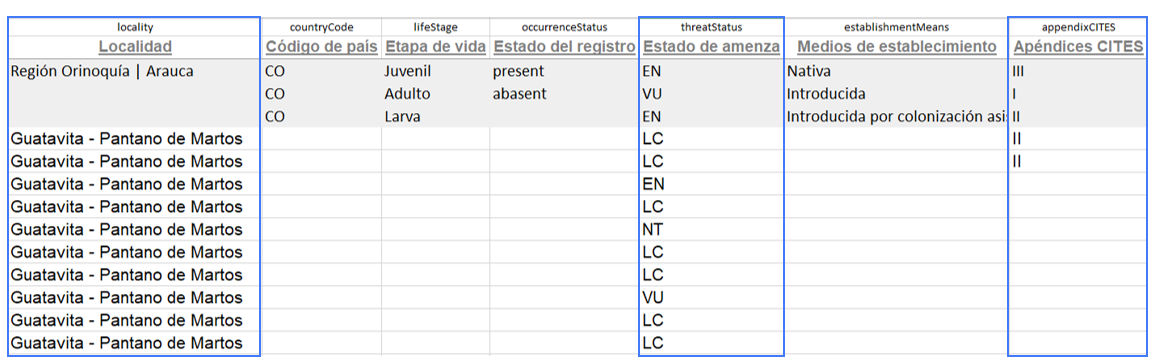 locality countryCode lifeStage occurrenceStatus threatStatus establishmentMeans appendixCITES
Localidad Código de país Etapa de vida Estado del registro Estado de amenza Medios de establecimiento Apéndices CITES
Región Orinoquía | Arauca CO Juvenil present EN Nativa III
CO Adulto abasent VU Introducida I
CO Larva EN Introducida por colonización asi II
Guatavita - Pantano de Martos LC II
Guatavita - Pantano de Martos LC II
Guatavita - Pantano de Martos EN
Guatavita - Pantano de Martos LC
Guatavita - Pantano de Martos NT
Guatavita - Pantano de Martos LC
Guatavita - Pantano de Martos LC
Guatavita - Pantano de Martos VU
Guatavita - Pantano de Martos LC
Guatavita - Pantano de Martos LC